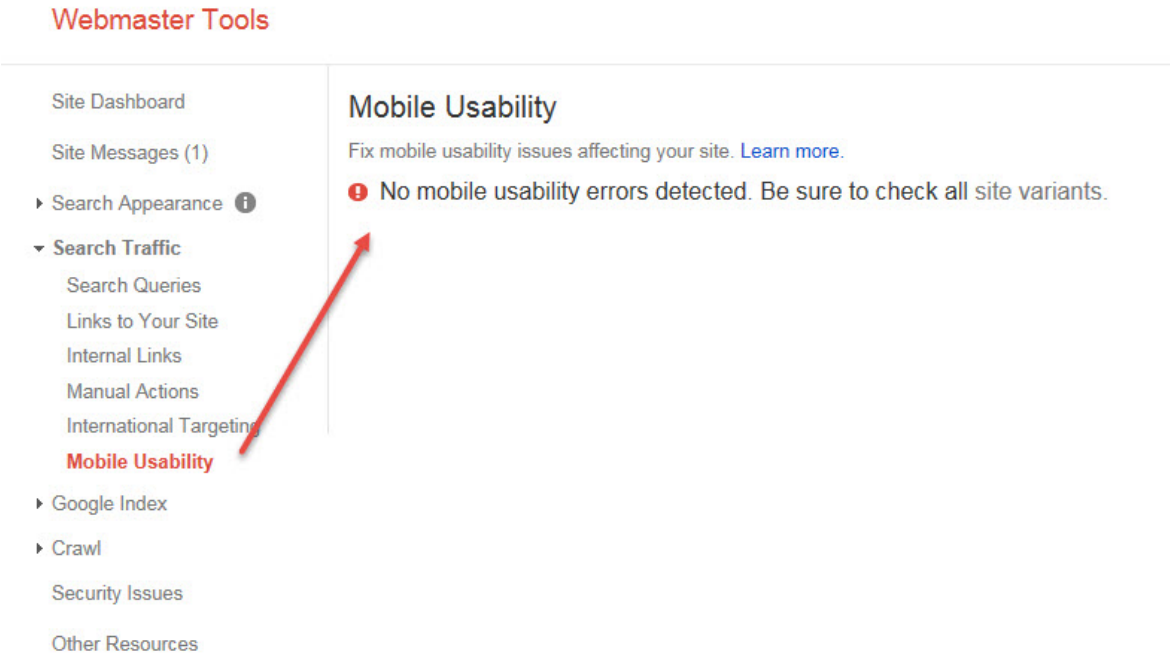 Webmaster Tools
Site Dashboard
Site Messages (1)
Search Appearance
Search Traffic
Search Queries
Links to Your Site
Internal Links
Manual Actions
International Targeting
Mobile Usability
Google Index
Crawl
Security Issues
Other Resources
Mobile Usability
Fix mobile usability issues affecting your site. Learn more.
No mobile usability errors detected. Be sure to check all site variants.